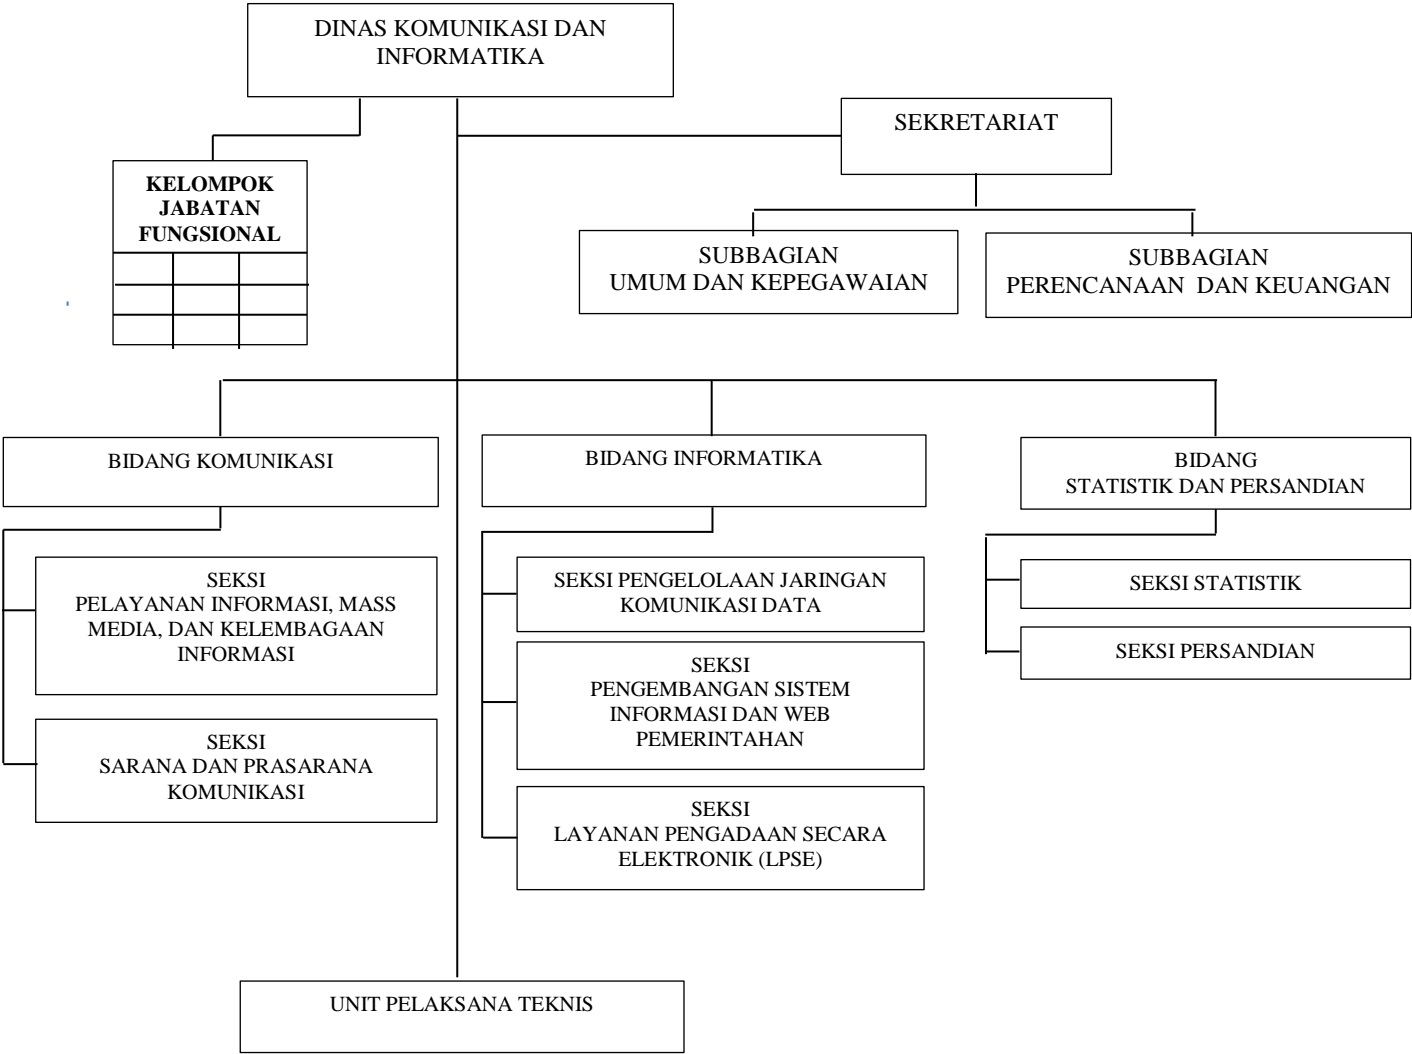 DINAS KOMUNIKASI DAN
INFORMATIKA
SEKRETARIAT
KELOMPOK
JABATAN
FUNGSIONAL
SUBBAGIAN
UMUM DAN KEPEGAWAIAN
SUBBAGIAN
PERENCANAAN DAN KEUANGAN
BIDANG KOMUNIKASI
BIDANG INFORMATIKA
BIDANG
STATISTIK DAN PERSANDIAN
SEKSI
PELAYANAN INFORMASI, MASS
MEDIA, DAN KELEMBAGAAN
INFORMASI
SEKSI
SARANA DAN PRASARANA
KOMUNIKASI
SEKSI PENGELOLAAN JARINGAN
KOMUNIKASI DATA
SEKSI
PENGEMBANGAN SISTEM
INFORMASI DAN WEB
PEMERINTAHAN
SEKSI
LAYANAN PENGADAAN SECARA
ELEKTRONIK (LPSE)
SEKSI STATISTIK
SEKSI PERSANDIAN
UNIT PELAKSANA TEKNIS